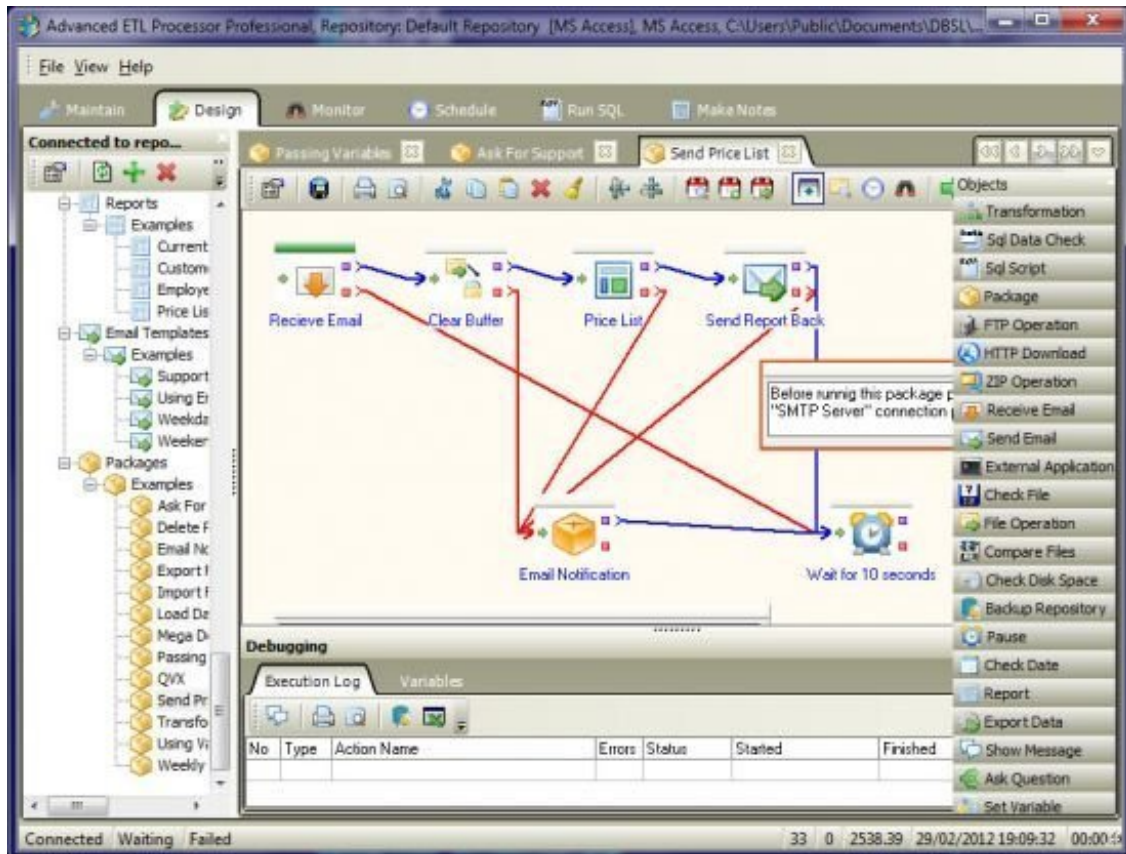 Advanced ETL Processor Professional, Repository: Default Repository [MS Access], MS Access, C:\Users\Public\Documents\DBSL\...
File View Help
Maintain Design Monitor Schedule Run SQL Make Notes
Connected to repo...
Passing Variables Ask For Support Send Price List
Reports
Examples
Current
Custom
Employe
Price Lis
Email Templates
Examples
Support
Using Er
Weekda
Weeken
Packages
Examples
Ask For
Delete F
Email No
Export F
Import F
Load Da
Mega De
Passing
QVX
Send Pr
Transfo
Using Va
Weekly
Recieve Email
Clear Buffer
Price List
Send Report Back
Before runnig this package p
"SMTP Server" connection
Email Notification
Wait for 10 seconds
Objects
Transformation
Sql Data Check
Sql Script
Package
FTP Operation
HTTP Download
ZIP Operation
Receive Email
Send Email
External Application
Check File
File Operation
Compare Files
Check Disk Space
Backup Repository
Pause
Check Date
Report
Export Data
Show Message
Ask Question
Set Variable
Debugging
Execution Log Variables
No Type Action Name Errors Status Started Finished
Connected Waiting Failed 33 0 2538.39 29/02/2012 19:09:32 00:00: